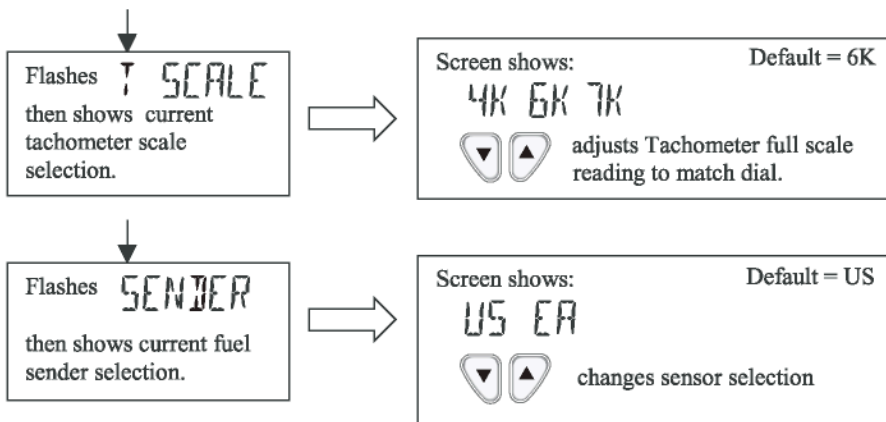 Flashes T SCALE
then shows current
tachometer scale
selection.
Screen shows: Default = 6K
4K 6K 7K
adjusts Tachometer full scale
reading to match dial.
Flashes SENDER
then shows current fuel
sender selection.
Screen shows: Default = US
US EA
changes sensor selection